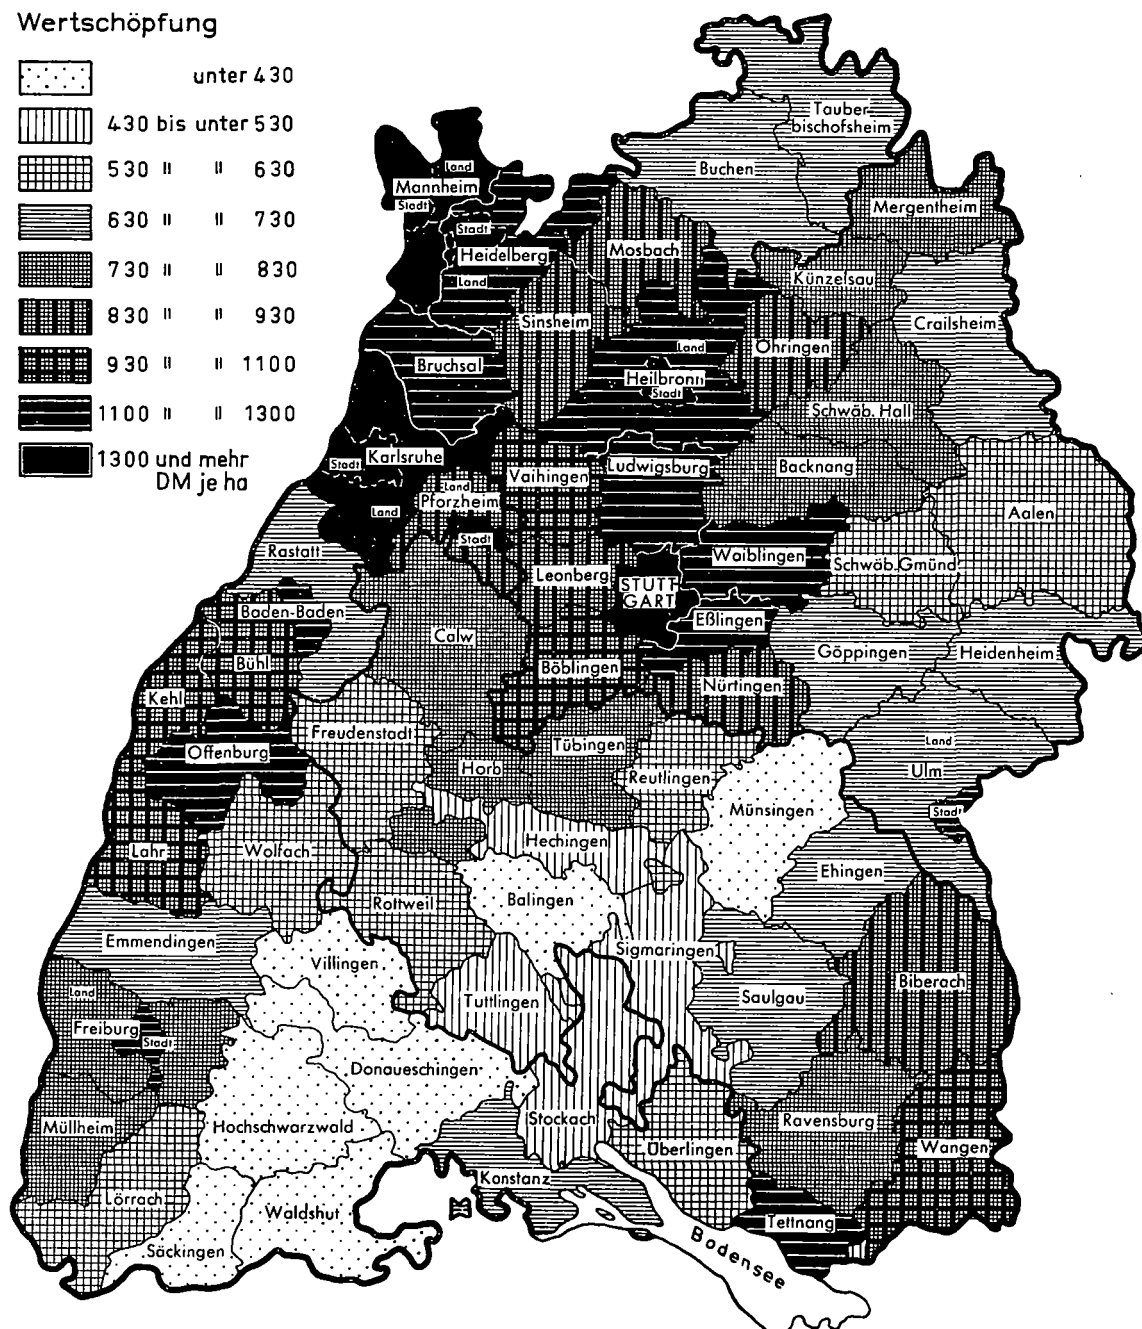 Wertschöpfung
unter 430
430 bis unter 530
530 " " 630
630 " " 730
730 " " 830
830 " " 930
930 " " 1100
1100 " " 1300
1300 und mehr
DM je ha
Tauber
bischofsheim
Buchen
Mergentheim
Land
Mannheim
Stadt
Stadt
Heidelberg
Land
Mosbach
Künzelsau
Sinsheim
Crailsheim
Land
Öhringen
Bruchsal
Heilbronn
Stadt
Schwäb. Hall
Karlsruhe
Stadt
Land
Vaihingen
Ludwigsburg
Backnang
Land
Pforzheim
Stadt
Aalen
Rastatt
Leonberg
STUTT
GART
Waiblingen
Schwäb. Gmünd
Baden-Baden
Eßlingen
Calw
Bühl
Böblingen
Göppingen
Heidenheim
Kehl
Nürtingen
Freudenstadt
Offenburg
Horb
Tübingen
Reutlingen
Land
Ulm
Stadt
Münsingen
Lahr
Wolfach
Hechingen
Ehingen
Rottweil
Balingen
Emmendingen
Villingen
Sigmaringen
Biberach
Land
Freiburg
Stadt
Tuttlingen
Saulgau
Donaueschingen
Müllheim
Hochschwarzwald
Stockach
Ravensburg
Überlingen
Wangen
Konstanz
Lörrach
Waldshut
Säckingen
Tettnang
Bodensee